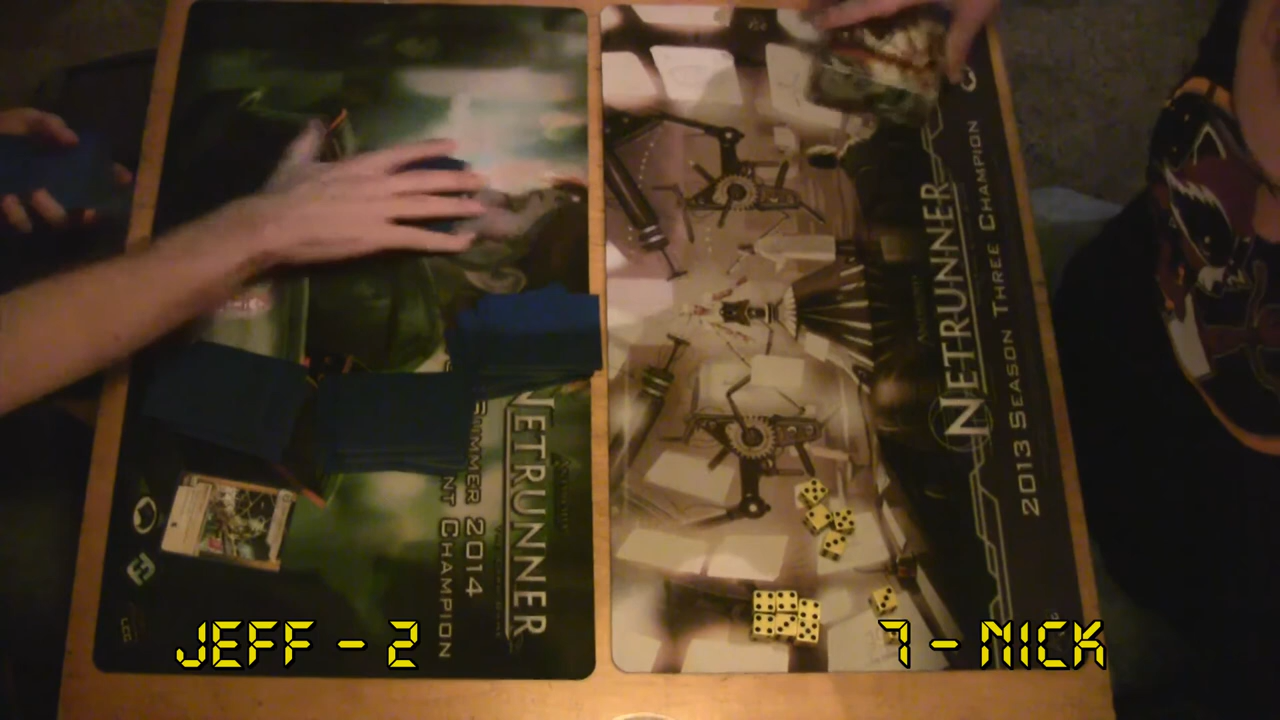 NETRUNNER
SUMMER 2014
NT CHAMPION
NETRUNNER
2013 SEASON THREE CHAMPION
JEFF - 2
7 - NICK